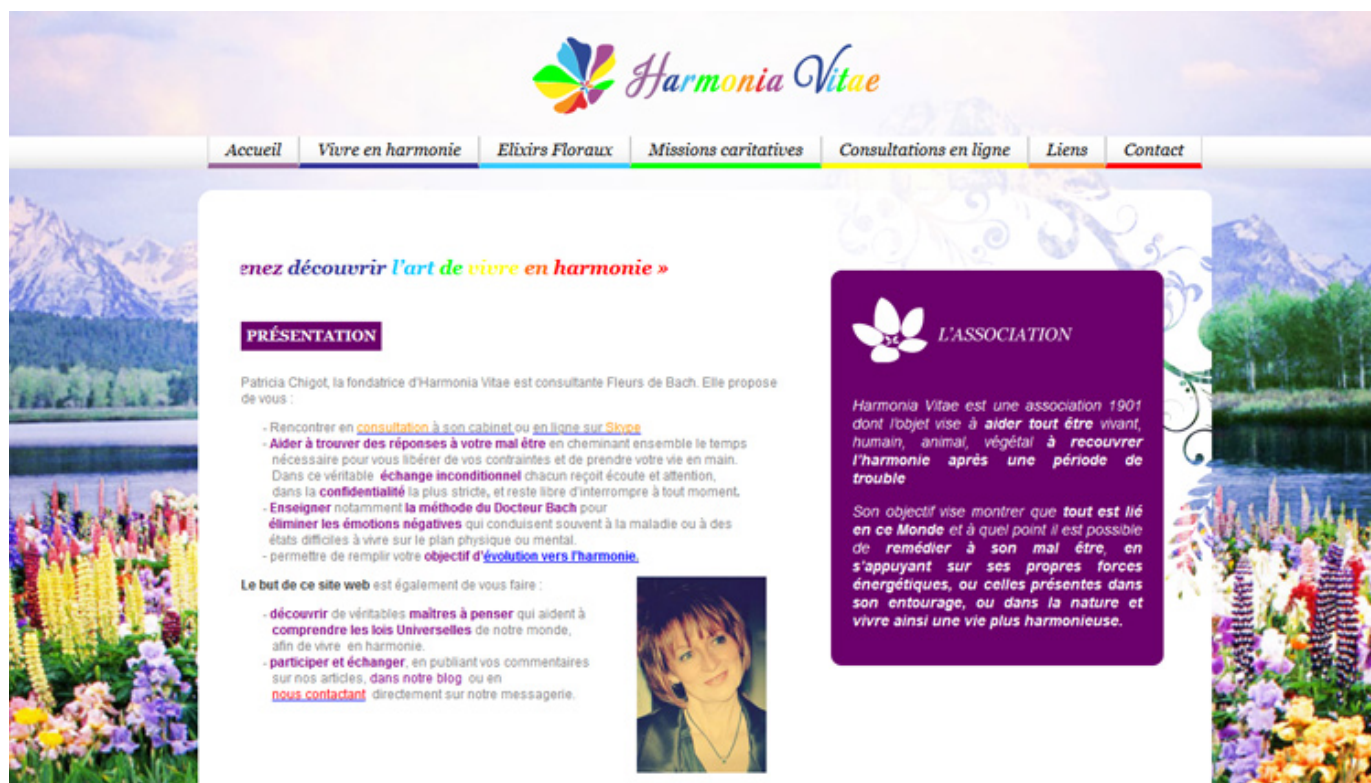 Harmonia Vitae
Accueil Vivre en harmonie Elixirs Floraux Missions caritatives Consultations en ligne Liens Contact
enez découvrir l'art de vivre en harmonie »
PRÉSENTATION
Patricia Chigot, la fondatrice d'Harmonia Vitae est consultante Fleurs de Bach. Elle propose
de vous :
- Rencontrer en consultation à son cabinet ou en ligne sur Skype
- Aider à trouver des réponses à votre mal être en cheminant ensemble le temps
nécessaire pour vous libérer de vos contraintes et de prendre votre vie en main.
Dans ce véritable échange inconditionnel chacun reçoit écoute et attention,
dans la confidentialité la plus stricte, et reste libre d'interrompre à tout moment.
- Enseigner notamment la méthode du Docteur Bach pour
éliminer les émotions négatives qui conduisent souvent à la maladie ou à des
états difficiles à vivre sur le plan physique ou mental.
- permettre de remplir votre objectif d'évolution vers l'harmonie.
Le but de ce site web est également de vous faire :
- découvrir de véritables maîtres à penser qui aident à
comprendre les lois Universelles de notre monde,
afin de vivre en harmonie.
- participer et échanger, en publiant vos commentaires
sur nos articles, dans notre blog ou en
nous contactant directement sur notre messagerie.
L'ASSOCIATION
Harmonia Vitae est une association 1901
dont l'objet vise à aider tout être vivant,
humain, animal, végétal à recouvrer
l'harmonie après une période de
trouble
Son objectif vise montrer que tout est lié
en ce Monde et à quel point il est possible
de remédier à son mal être, en
s'appuyant sur ses propres forces
énergétiques, ou celles présentes dans
son entourage, ou dans la nature et
vivre ainsi une vie plus harmonieuse.